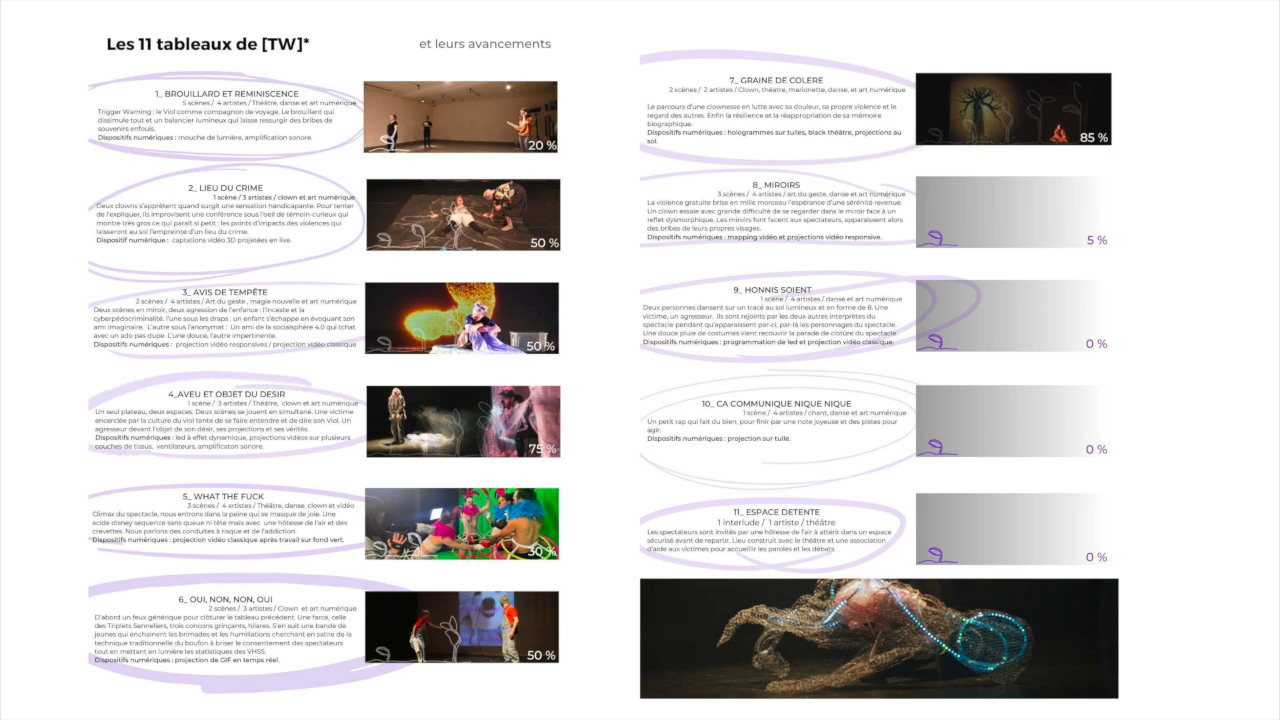 Les 11 tableaux de [TW]*
et leurs avancements
1_ BROUILLARD ET REMINISCENCE
5 scènes / 4 artistes / Théâtre, danse et art numérique
Trigger Warning : le Viol comme compagnon de voyage. Le brouillard qui
dissimule tout et un balancier lumineux qui laisse ressurgir des bribes de
souvenirs enfouis.
Dispositifs numériques : mouche de lumière, amplification sonore.
20 %
2_ LIEU DU CRIME
1 scène / 3 artistes / clown et art numérique
Deux clowns s'apprêtent quand surgit une sensation handicapante. Pour tenter
de l'expliquer, ils improvisent une conférence sous l'oeil de témoin-curieux qui
montre très gros ce qui paraît si petit : les points d'impacts des violences qui
laisseront au sol l'empreinte d'un lieu du crime.
Dispositif numérique : captations vidéo 3D projetées en live.
50 %
3_ AVIS DE TEMPÊTE
2 scènes / 4 artistes / Art du geste , magie nouvelle et art numérique
Deux scènes en miroir, deux agression de l'enfance : l'inceste et la
cyberpédocriminalité. l'une sous les draps : un enfant s'échappe en évoquant son
ami imaginaire. L'autre sous l'anonymat : Un ami de la socialsphère 4.0 qui tchat
avec un ado pas dupe. L'une douce, l'autre impertinente.
Dispositifs numériques : projection vidéo responsives / projection vidéo classique
50 %
4_AVEU ET OBJET DU DESIR
1 scène / 3 artistes / Théâtre, clown et art numérique
Un seul plateau, deux espaces. Deux scènes se jouent en simultané. Une victime
encerclée par la culture du viol tente de se faire entendre et de dire son Viol. Un
agresseur devant l'objet de son désir, ses projections et ses vérités.
Dispositifs numériques : led à effet dynamique, projections vidéos sur plusieurs
couches de tissus, ventilateurs, amplificaton sonore.
75 %
5_ WHAT THE FUCK
3 scènes / 4 artistes / Théâtre, danse, clown et vidéo
Climax du spectacle, nous entrons dans la peine qui se masque de joie. Une
acide disney sequence sans queue ni tête mais avec une hôtesse de l'air et des
crevettes. Nous parlons des conduites à risque et de l'addiction.
Dispositifs numériques : projection vidéo classique après travail sur fond vert.
30 %
6_ OUI, NON, NON, OUI
2 scènes / 3 artistes / Clown et art numérique
D'abord un feux générique pour clôturer le tableau précédent. Une farce, celle
des Triplets Senneliers, trois concons grinçants, hilares. S'en suit une bande de
jeunes qui enchainent les brimades et les humiliations cherchant en satire de la
technique traditionnelle du boufon à briser le consentement des spectateurs
tout en mettant en lumière les statistiques des VHSS.
Dispositifs numériques : projection de GIF en temps réel.
50 %
7_ GRAINE DE COLERE
2 scènes / 2 artistes / Clown, théatre, marionette, danse, et art numérique
Le parcours d'une clownesse en lutte avec sa douleur, sa propre violence et le
regard des autres. Enfin la résilience et la réappropriation de sa mémoire
biographique.
Dispositifs numériques : hologrammes sur tulles, black théâtre, projections au
sol.
85 %
8_ MIROIRS
3 scènes / 4 artistes / art du geste, danse et art numérique
La violence gratuite brise en mille morceau l'espérance d'une sérénité revenue.
Un clown essaie avec grande difficulté de se regarder dans le miroir face à un
reflet dysmorphique. Les miroirs font facent aux spectateurs, apparaissent alors
des bribes de leurs propres visages.
Dispositifs numériques : mapping vidéo et projections vidéo responsive.
5 %
9_ HONNIS SOIENT
1 scène / 4 artistes / danse et art numérique
Deux personnes dansent sur un tracé au sol lumineux et en forme de 8. Une
victime, un agresseur. Ils sont rejoints par les deux autres interprètes du
spectacle pendant qu'apparaissent par-ci, par-là les personnages du spectacle.
Une douce pluie de costumes vient recouvrir la parade de clotûre du spectacle.
Dispositifs numériques : programmation de led et projection vidéo classique.
0 %
10_ CA COMMUNIQUE NIQUE NIQUE
1 scène / 4 artistes / chant, danse et art numérique
Un petit rap qui fait du bien, pour finir par une note joyeuse et des pistes pour
agir.
Dispositifs numériques : projection sur tulle.
0 %
11_ ESPACE DETENTE
1 interlude / 1 artiste / théâtre
Les spectateurs sont invités par une hôtesse de l'air à attérir dans un espace
sécurisé avant de repartir. Lieu construit avec le théâtre et une association
d'aide aux victimes pour accueillir les paroles et les débats.
0 %